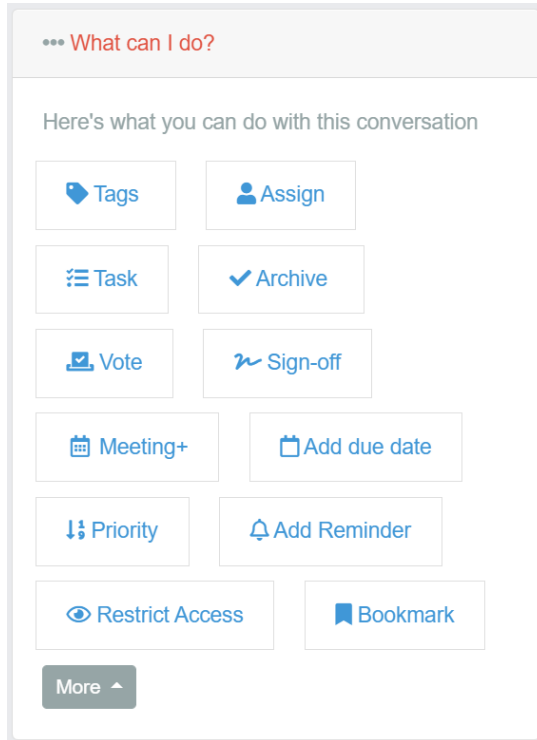 What can I do?
Here's what you can do with this conversation
Tags Assign
Task Archive
Vote Sign-off
Meeting+ Add due date
Priority Add Reminder
Restrict Access Bookmark
More